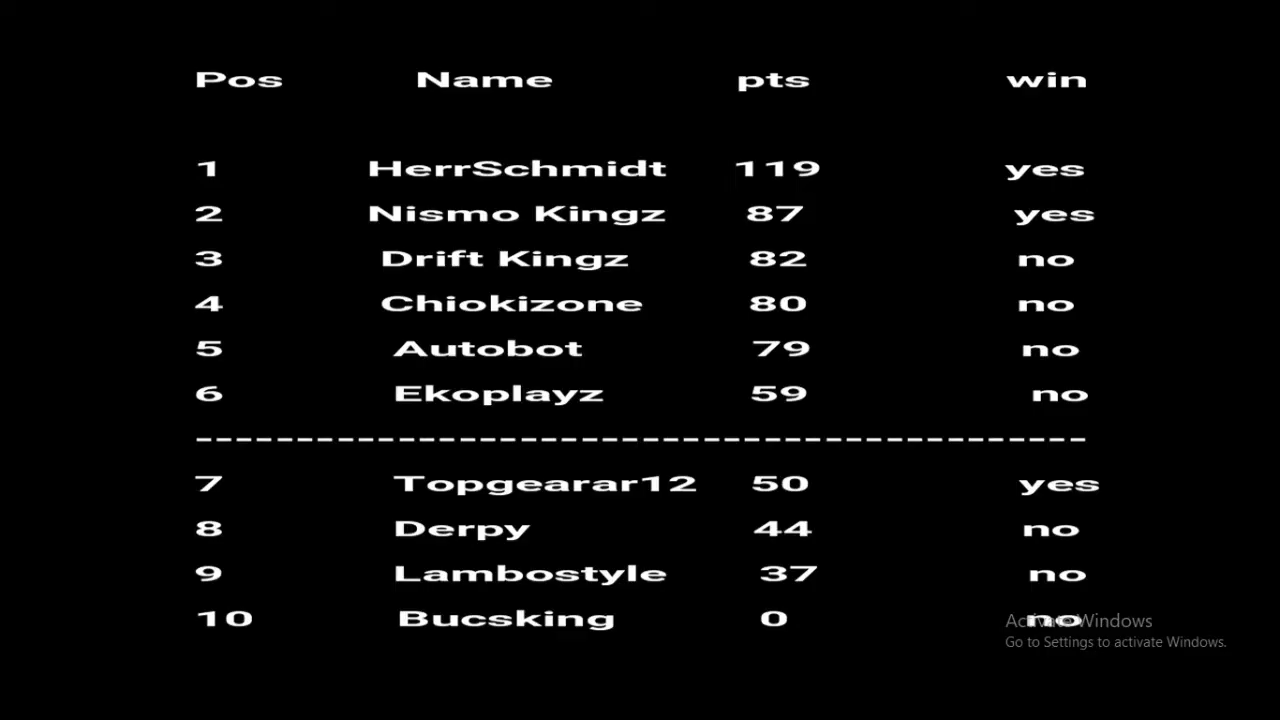 Pos Name pts win
1 HerrSchmidt 119 yes
2 Nismo Kingz 87 yes
3 Drift Kingz 82 no
4 Chiokizone 80 no
5 Autobot 79 no
6 Ekoplayz 59 no
--------------------------------------------
7 Topgearar12 50 yes
8 Derpy 44 no
9 Lambostyle 37 no
10 Bucsking 0 no
Activate Windows
Go to Settings to activate Windows.